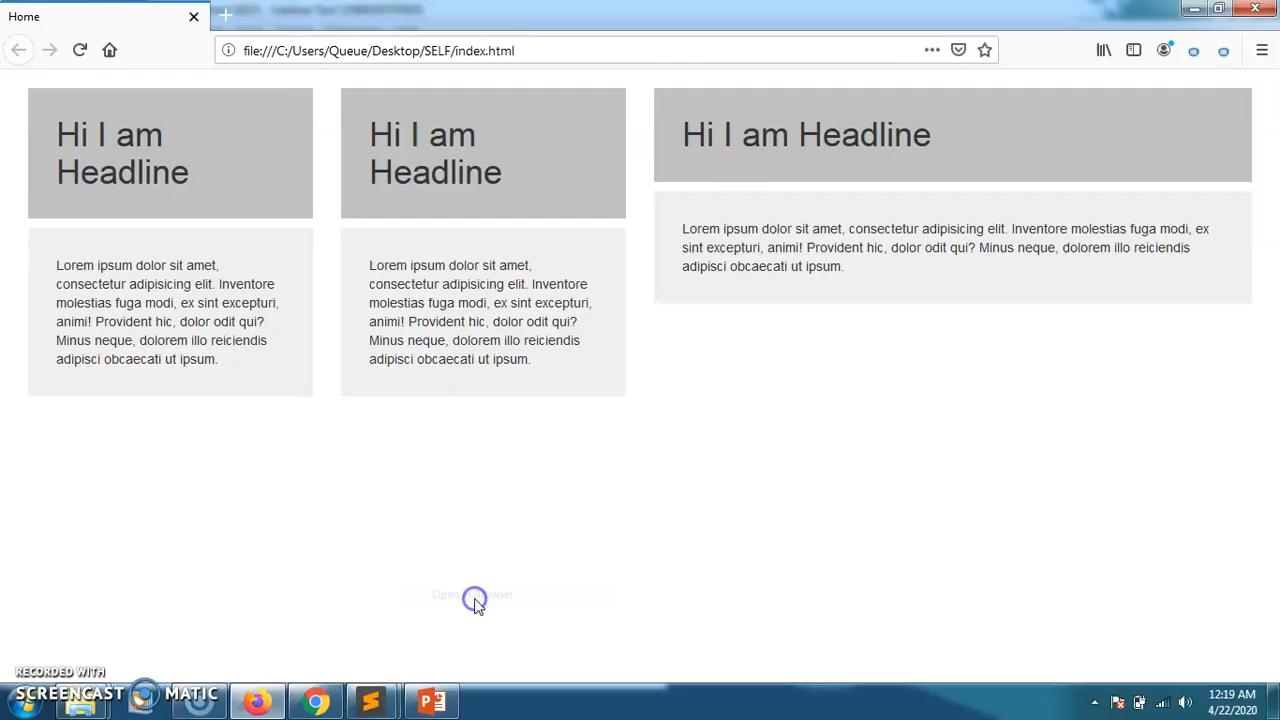 Home
file:///C:/Users/Queue/Desktop/SELF/index.html
Hi I am
Headline
Lorem ipsum dolor sit amet,
consectetur adipisicing elit. Inventore
molestias fuga modi, ex sint excepturi,
animi! Provident hic, dolor odit qui?
Minus neque, dolorem illo reiciendis
adipisci obcaecati ut ipsum.
Hi I am
Headline
Lorem ipsum dolor sit amet,
consectetur adipisicing elit. Inventore
molestias fuga modi, ex sint excepturi,
animi! Provident hic, dolor odit qui?
Minus neque, dolorem illo reiciendis
adipisci obcaecati ut ipsum.
Hi I am Headline
Lorem ipsum dolor sit amet, consectetur adipisicing elit. Inventore molestias fuga modi, ex
sint excepturi, animi! Provident hic, dolor odit qui? Minus neque, dolorem illo reiciendis
adipisci obcaecati ut ipsum.
Open
RECORDED WITH
SCREENCAST MATIC
12:19 AM
4/22/2020